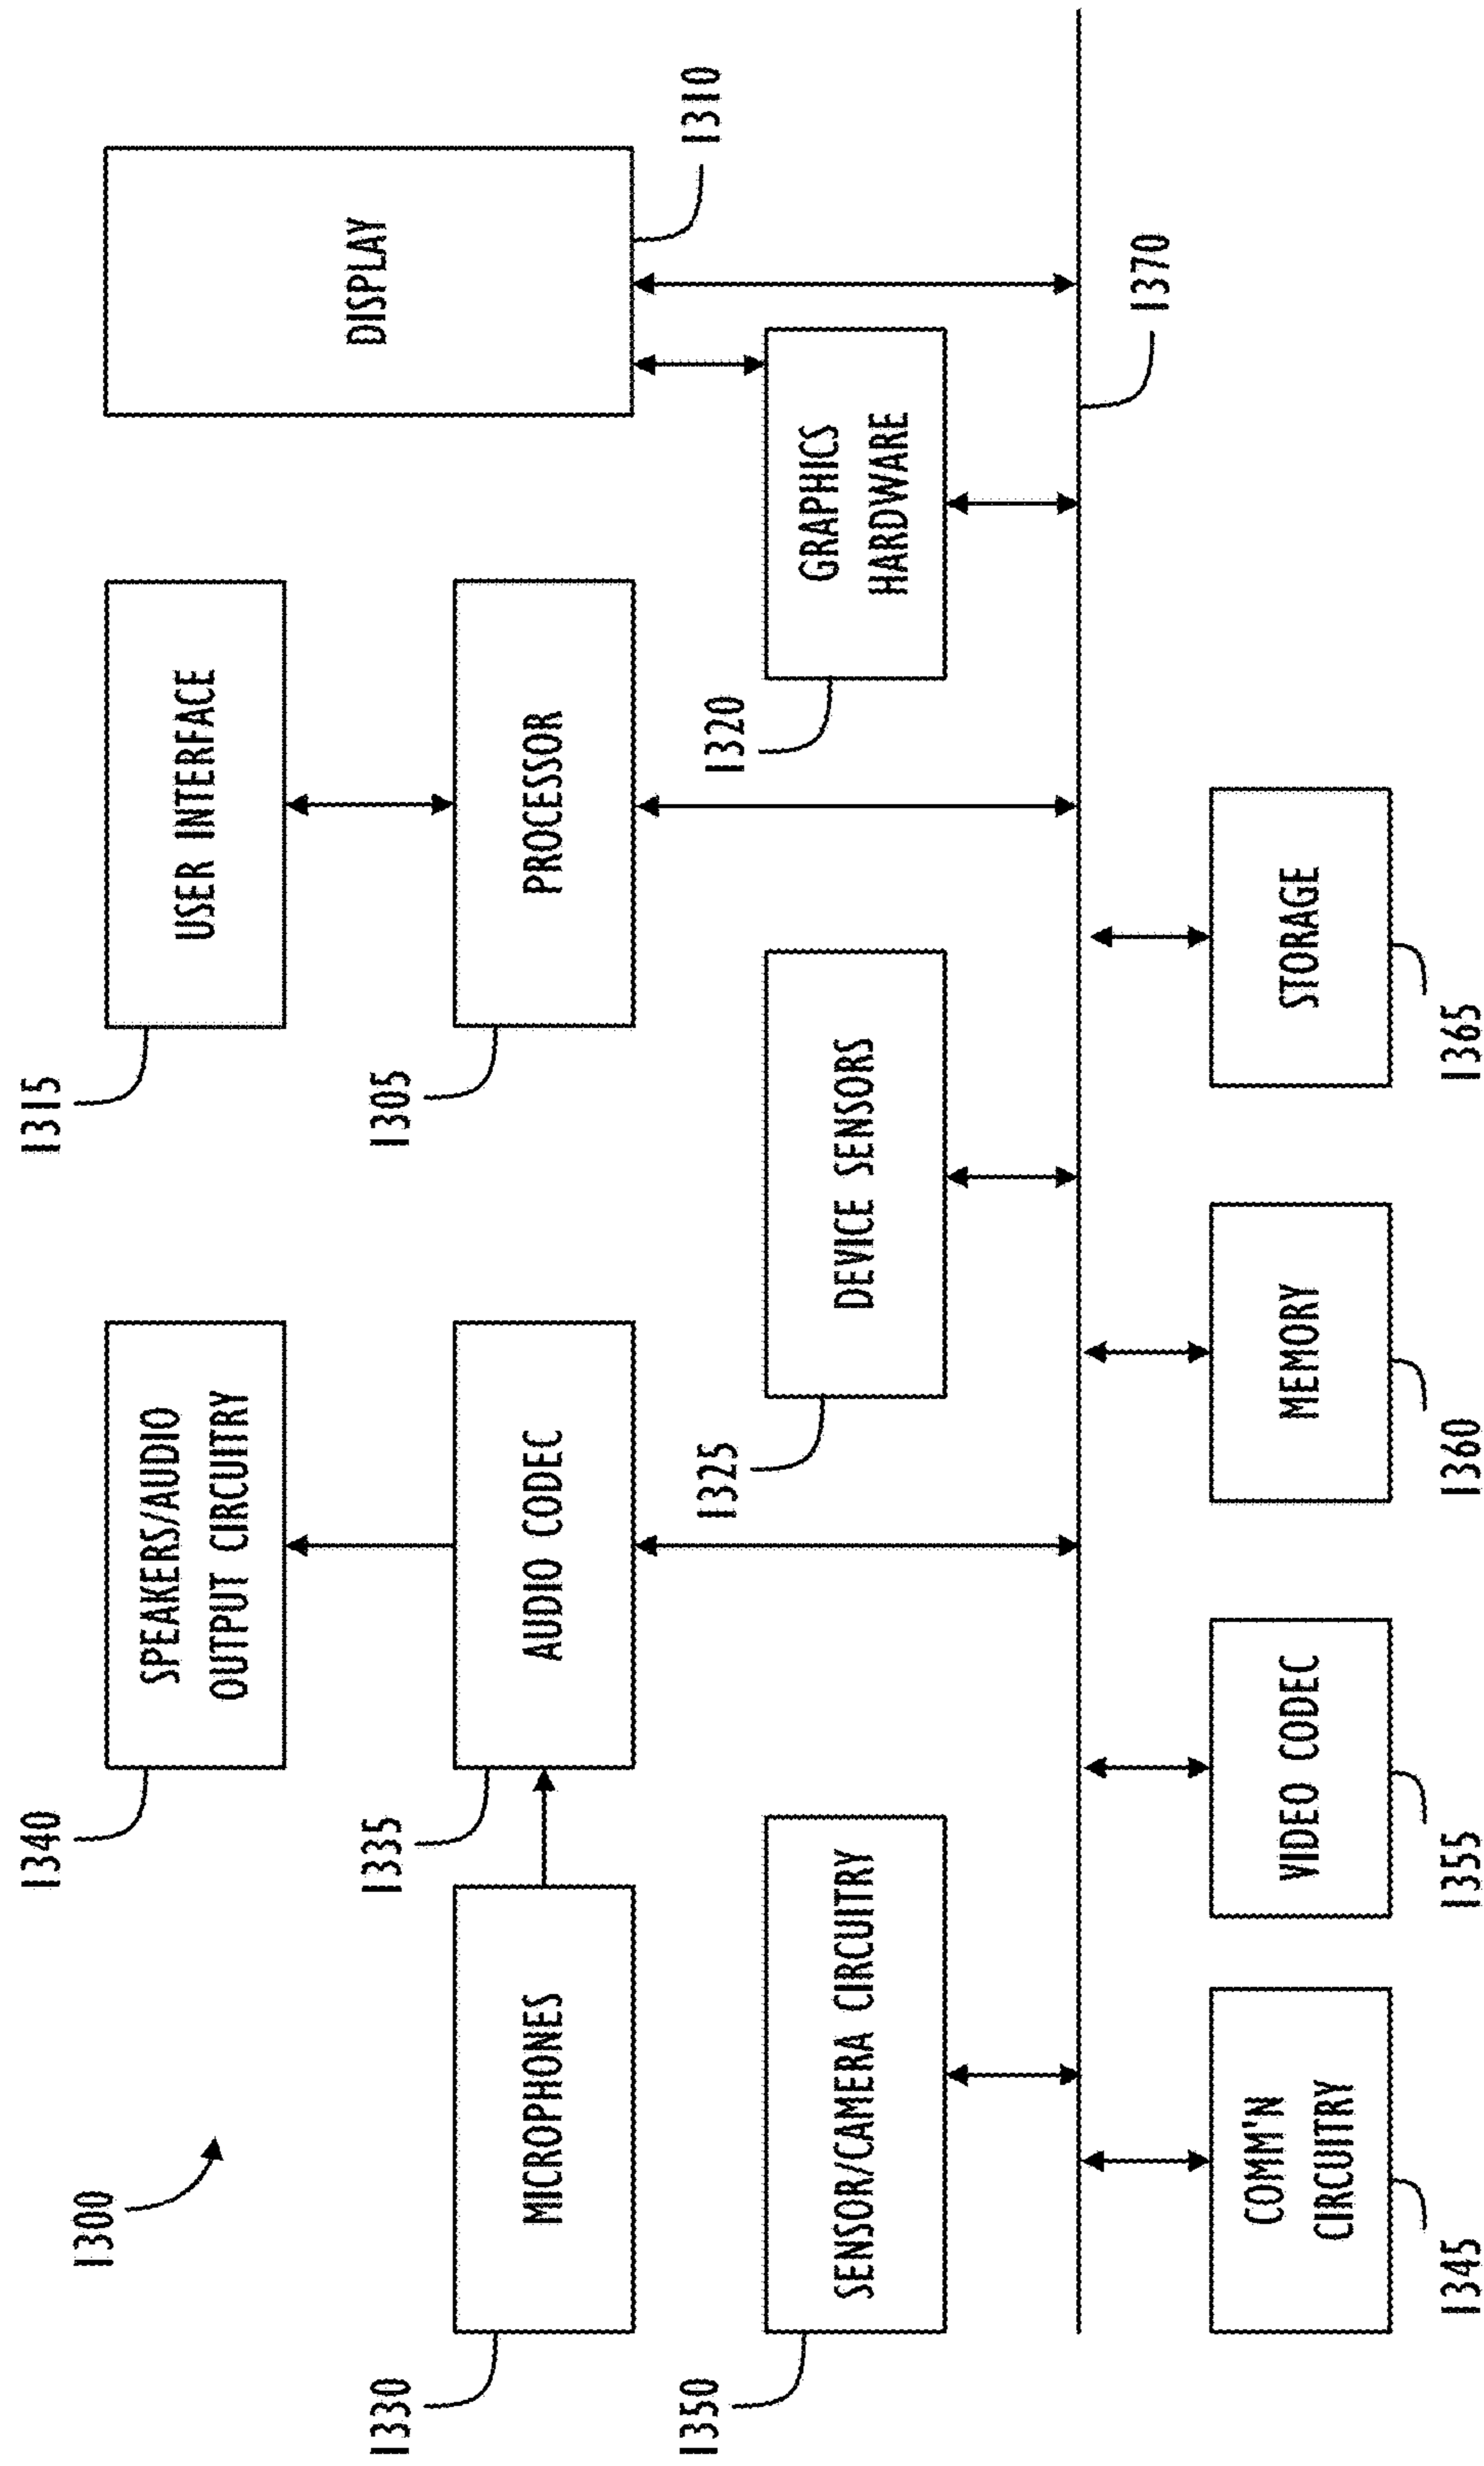 1300
1340
SPEAKERS/AUDIO
OUTPUT CIRCUITRY
1315
USER INTERFACE
DISPLAY
1310
1330
MICROPHONES
1335
AUDIO CODEC
1305
PROCESSOR
1350
SENSOR/CAMERA CIRCUITRY
1325
DEVICE SENSORS
1320
GRAPHICS
HARDWARE
1370
COMM'N
CIRCUITRY
1345
VIDEO CODEC
1355
MEMORY
1360
STORAGE
1365